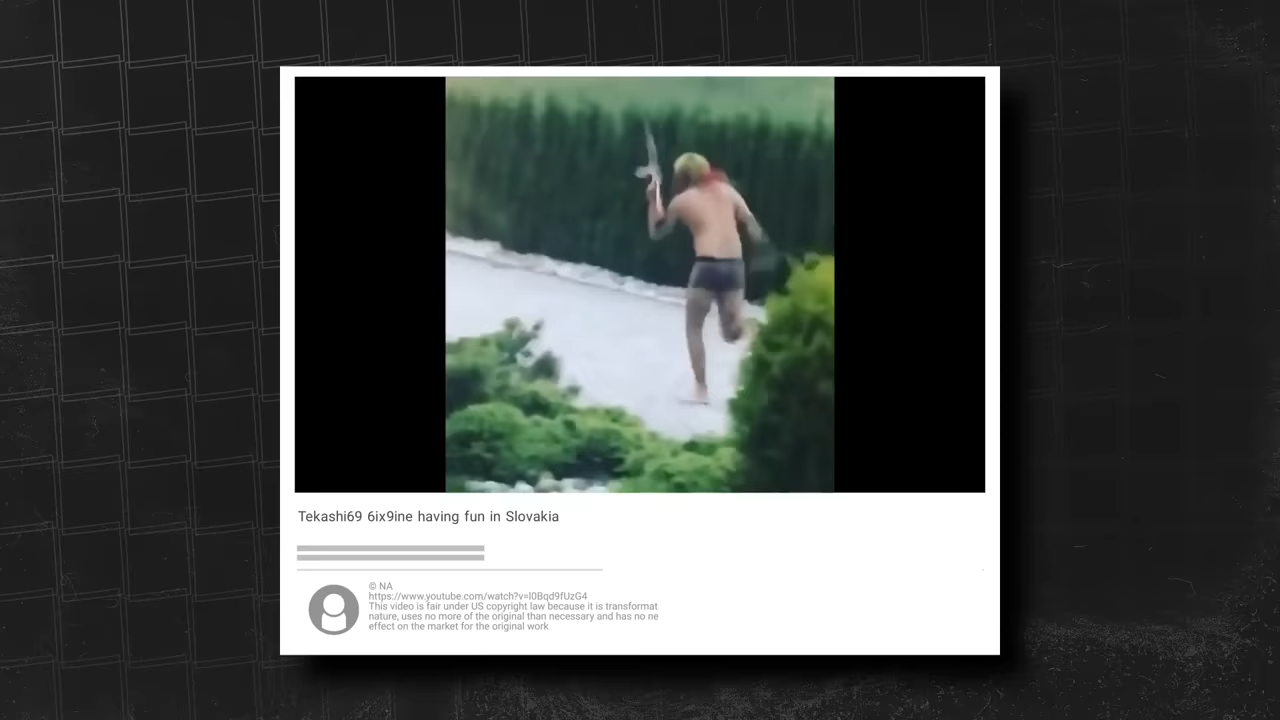 Tekashi69 6ix9ine having fun in Slovakia
© NA
https://www.youtube.com/watch?v=I0Bqd9fUzG4
This video is fair under US copyright law because it is transformat
nature, uses no more of the original than necessary and has no ne
effect on the market for the original work